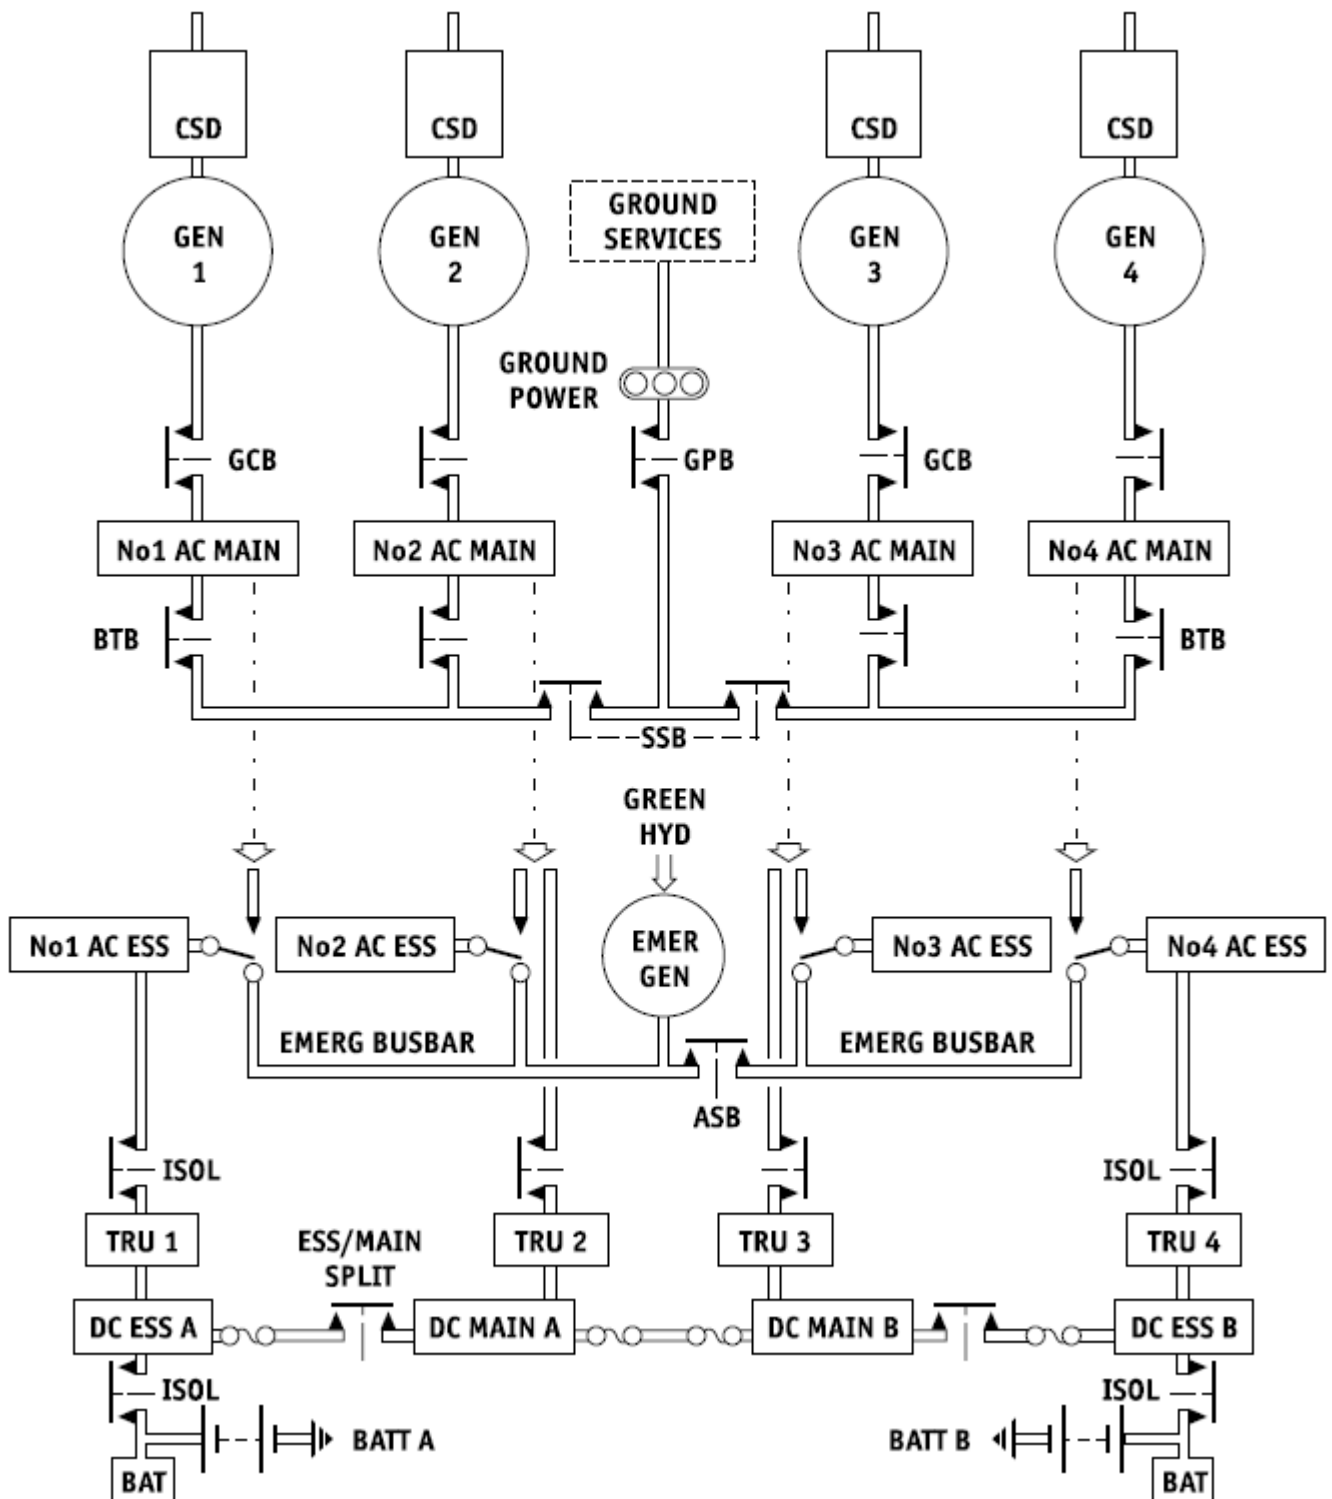 CSD
CSD
CSD
CSD
GEN
1
GEN
2
GROUND
SERVICES
GEN
3
GEN
4
GROUND
POWER
GCB
GPB
GCB
No1 AC MAIN
No2 AC MAIN
No3 AC MAIN
No4 AC MAIN
BTB
BTB
SSB
GREEN
HYD
No1 AC ESS
No2 AC ESS
EMER
GEN
No3 AC ESS
No4 AC ESS
EMERG BUSBAR
EMERG BUSBAR
ASB
ISOL
ISOL
TRU 1
ESS/MAIN
SPLIT
TRU 2
TRU 3
TRU 4
DC ESS A
DC MAIN A
DC MAIN B
DC ESS B
ISOL
ISOL
BATT A
BATT B
BAT
BAT